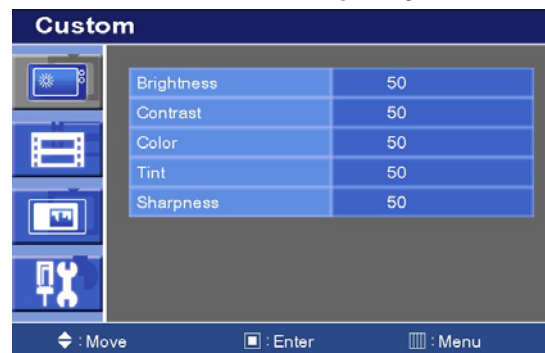 Custom
Brightness 50
Contrast 50
Color 50
Tint 50
Sharpness 50
: Move : Enter : Menu